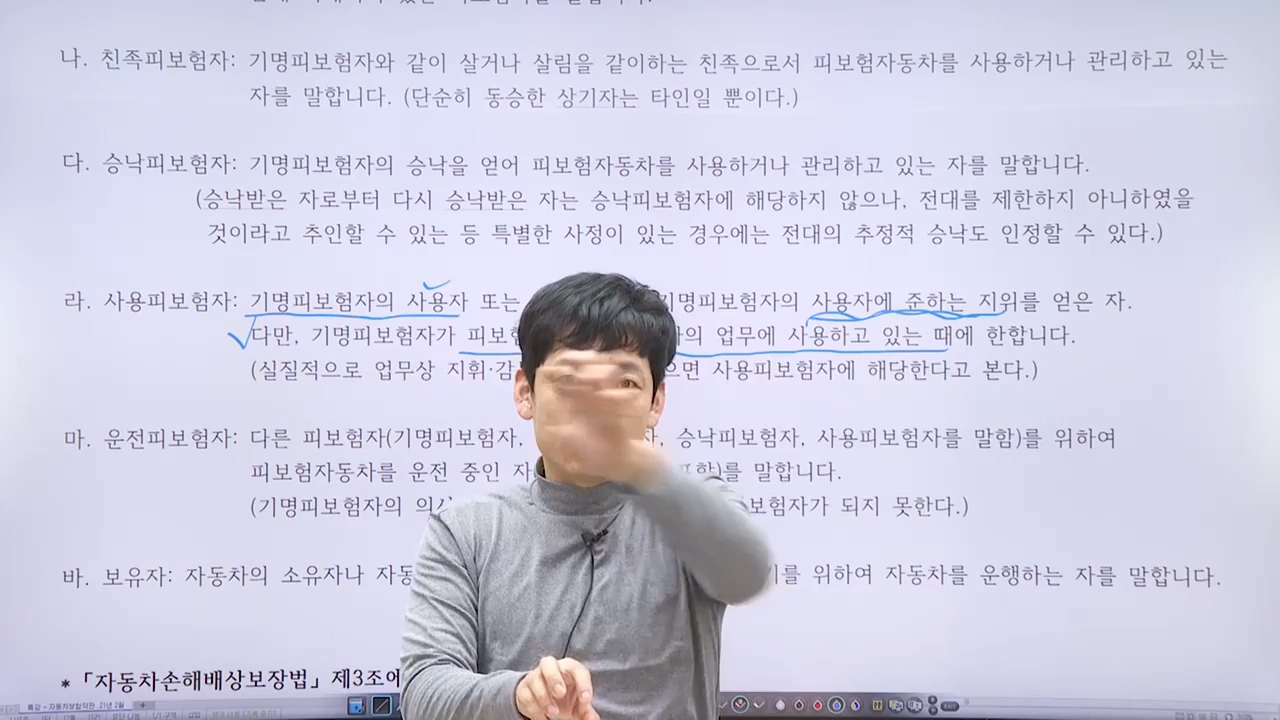 나. 친족피보험자: 기명피보험자와 같이 살거나 살림을 같이하는 친족으로서 피보험자동차를 사용하거나 관리하고 있는
자를 말합니다. (단순히 동승한 상기자는 타인일 뿐이다.)
다. 승낙피보험자: 기명피보험자의 승낙을 얻어 피보험자동차를 사용하거나 관리하고 있는 자를 말합니다.
(승낙받은 자로부터 다시 승낙받은 자는 승낙피보험자에 해당하지 않으나, 전대를 제한하지 아니하였을
것이라고 추인할 수 있는 등 특별한 사정이 있는 경우에는 전대의 추정적 승낙도 인정할 수 있다.)
라. 사용피보험자: 기명피보험자의 사용자 또는 기명피보험자의 사용자에 준하는 지위를 얻은 자.
다만, 기명피보험자가 업무에 사용하고 있는 때에 한합니다.
(실질적으로 업무상 사용피보험자에 해당한다고 본다.)
마. 운전피보험자: 다른 피보험자(기명피보험자, 승낙피보험자, 사용피보험자를 말함)를 위하여
피보험자동차를 운전 중인 말합니다.
(기명피보험자의 되지 못한다.)
바. 보유자: 자동차의 소유자나 위하여 자동차를 운행하는 자를 말합니다.
*「자동차손해배상보장법」 제3조에